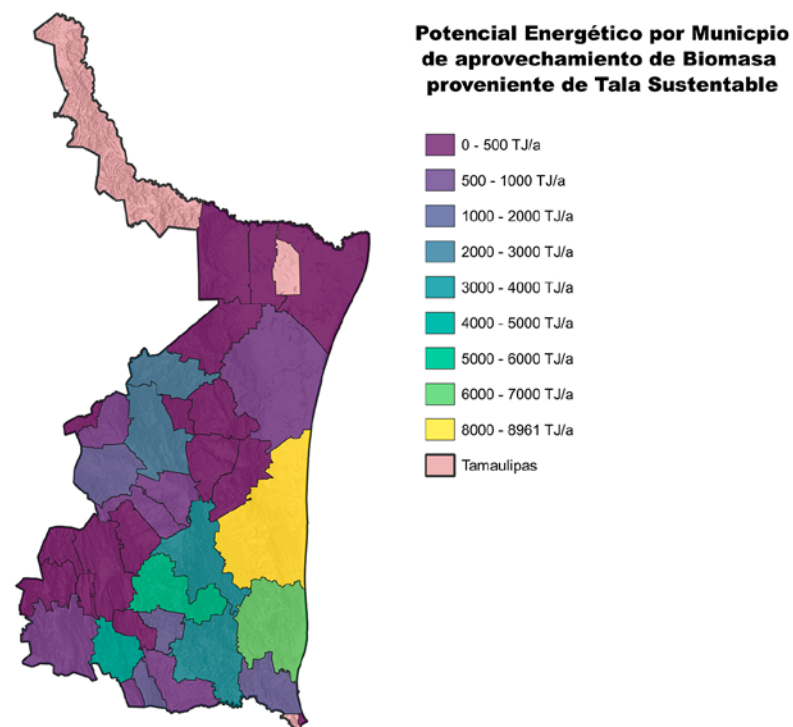 Potencial Energético por Municpio
de aprovechamiento de Biomasa
proveniente de Tala Sustentable
0 - 500 TJ/a
500 - 1000 TJ/a
1000 - 2000 TJ/a
2000 - 3000 TJ/a
3000 - 4000 TJ/a
4000 - 5000 TJ/a
5000 - 6000 TJ/a
6000 - 7000 TJ/a
8000 - 8961 TJ/a
Tamaulipas